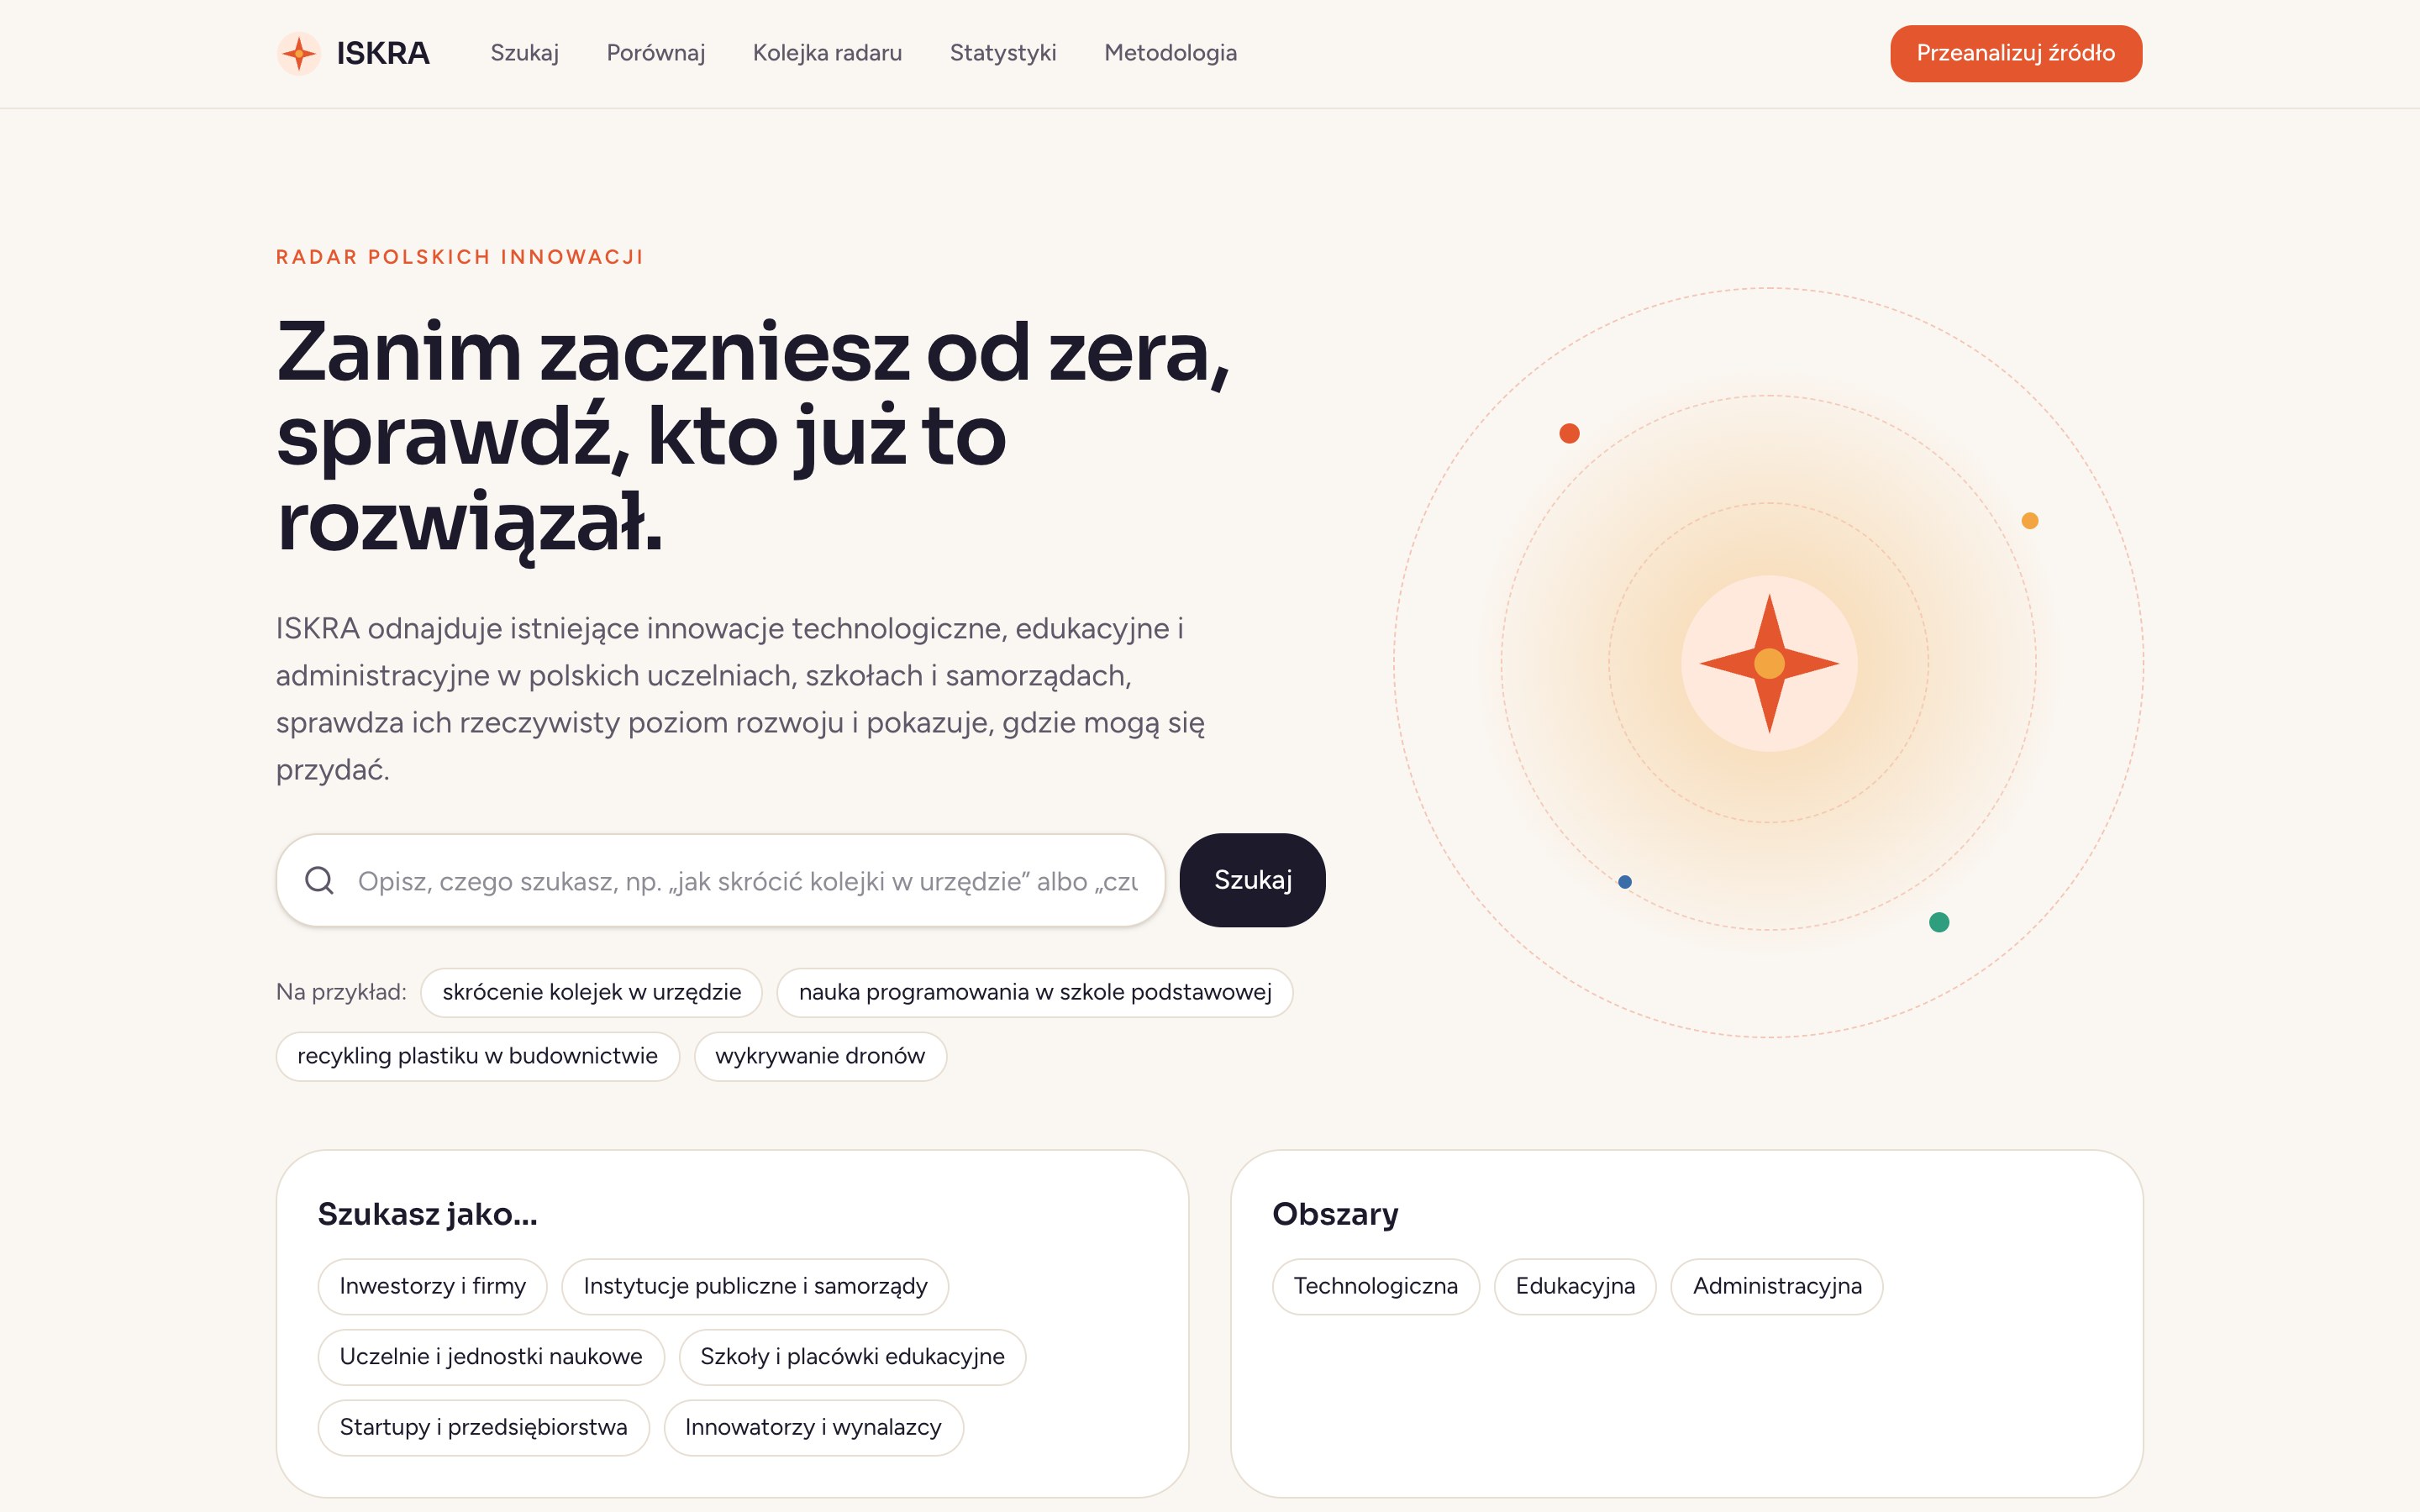 ISKRA
Szukaj
Porównaj
Kolejka radaru
Statystyki
Metodologia
Przeanalizuj źródło
RADAR POLSKICH INNOWACJI
Zanim zaczniesz od zera,
sprawdź, kto już to
rozwiązał.
ISKRA odnajduje istniejące innowacje technologiczne, edukacyjne i
administracyjne w polskich uczelniach, szkołach i samorządach,
sprawdza ich rzeczywisty poziom rozwoju i pokazuje, gdzie mogą się
przydać.
Opisz, czego szukasz, np. „jak skrócić kolejki w urzędzie” albo
Szukaj
Na przykład:
skrócenie kolejek w urzędzie
nauka programowania w szkole podstawowej
recykling plastiku w budownictwie
wykrywanie dronów
Szukasz jako...
Inwestorzy i firmy
Instytucje publiczne i samorządy
Uczelnie i jednostki naukowe
Szkoły i placówki edukacyjne
Startupy i przedsiębiorstwa
Innowatorzy i wynalazcy
Obszary
Technologiczna
Edukacyjna
Administracyjna